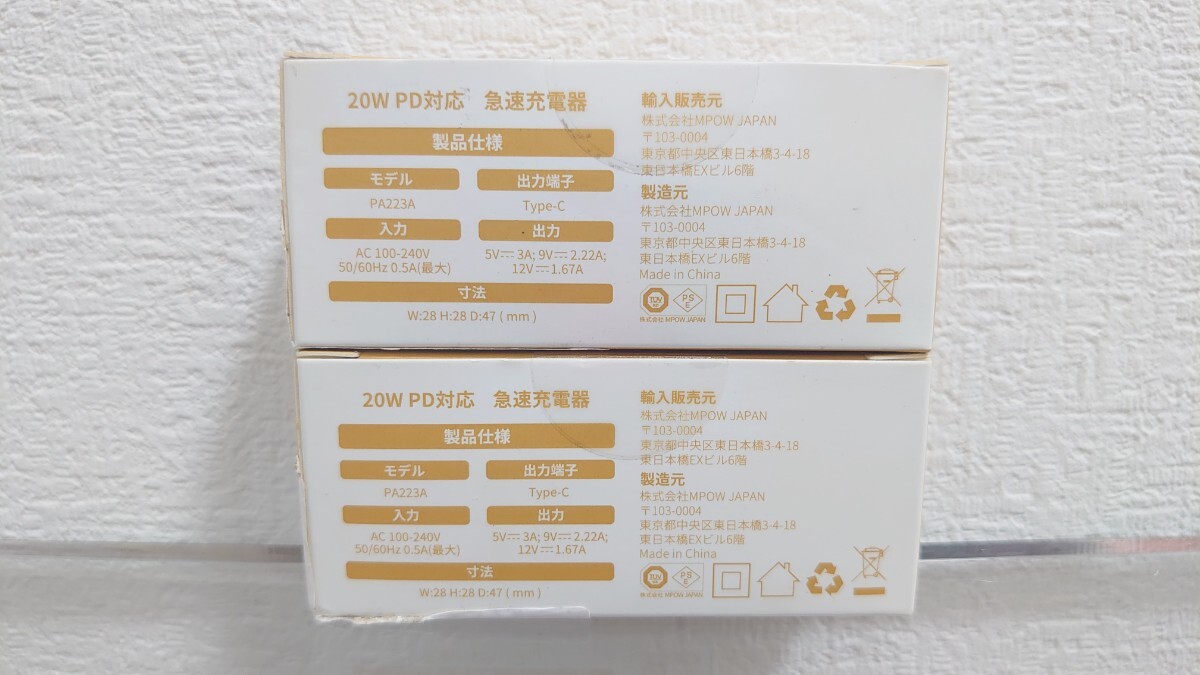 20W PD対応 急速充電器
製品仕様
モデル
出力端子
PA223A
Type-C
入力
出力
AC 100-240V
50/60Hz 0.5A(最大)
5V⎓3A; 9V⎓2.22A;
12V⎓1.67A
寸法
W:28 H:28 D:47 ( mm )
輸入販売元
株式会社MPOW JAPAN
〒103-0004
東京都中央区東日本橋3-4-18
東日本橋EXビル6階
製造元
株式会社MPOW JAPAN
〒103-0004
東京都中央区東日本橋3-4-18
東日本橋EXビル6階
Made in China
TÜV
PS
E
株式会社 MPOW JAPAN
20W PD対応 急速充電器
製品仕様
モデル
出力端子
PA223A
Type-C
入力
出力
AC 100-240V
50/60Hz 0.5A(最大)
5V⎓3A; 9V⎓2.22A;
12V⎓1.67A
寸法
W:28 H:28 D:47 ( mm )
輸入販売元
株式会社MPOW JAPAN
〒103-0004
東京都中央区東日本橋3-4-18
東日本橋EXビル6階
製造元
株式会社MPOW JAPAN
〒103-0004
東京都中央区東日本橋3-4-18
東日本橋EXビル6階
Made in China
TÜV
PS
E
株式会社 MPOW JAPAN